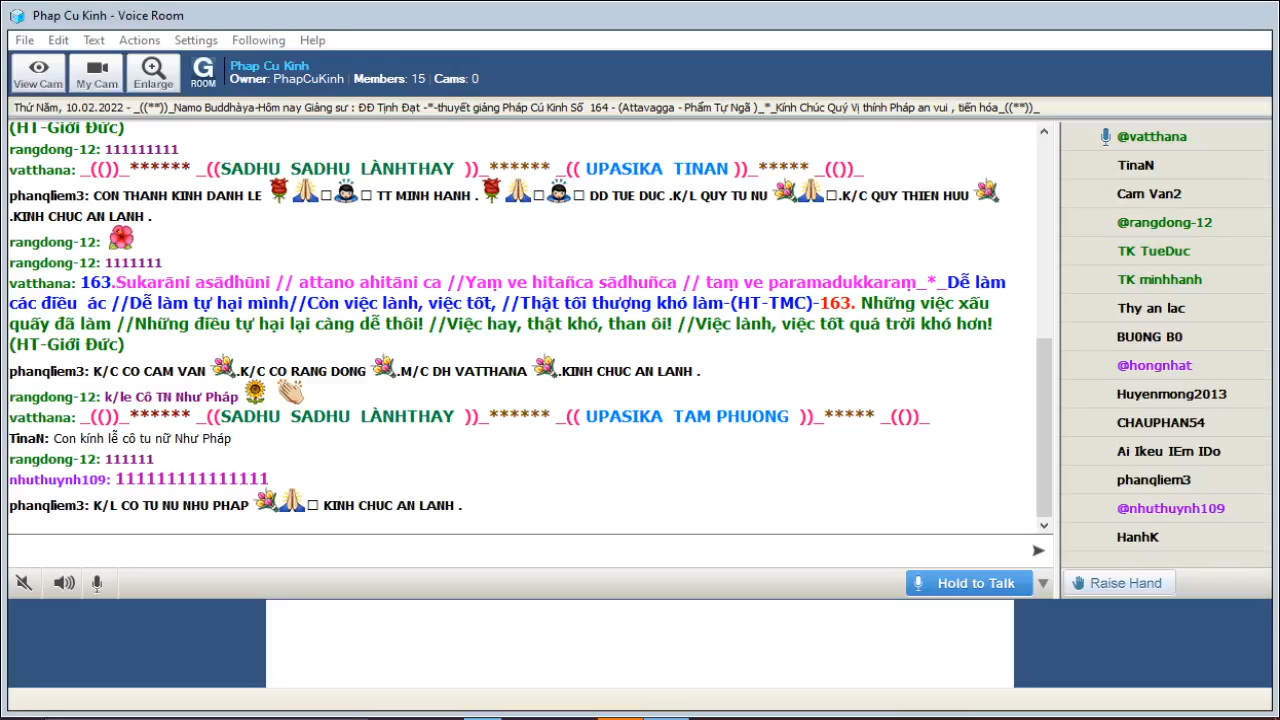 Phap Cu Kinh - Voice Room
File Edit Text Actions Settings Following Help
View Cam My Cam Enlarge
G ROOM
Phap Cu Kinh
Owner: PhapCuKinh | Members: 15 | Cams: 0
Thứ Năm, 10.02.2022 - _((**))_Namo Buddhàya-Hôm nay Giảng sư : ĐĐ Tịnh Đạt -*-thuyết giảng Pháp Cú Kinh Số 164 - (Attavagga - Phẩm Tự Ngã )_*_Kính Chúc Quý Vị thính Pháp an vui , tiến hóa_((**))_
(HT-Giới Đức)
rangdong-12: 111111111
vatthana: _(())_****** _((SADHU SADHU LÀNHTHAY ))_****** _(( UPASIKA TINAN ))_***** _(())_
phanqliem3: CON THANH KINH DANH LE 🌹🙏□🙇□ TT MINH HANH .🌹🙏□🙇□ DD TUE DUC .K/L QUY TU NU 💐🙏□.K/C QUY THIEN HUU 💐
.KINH CHUC AN LANH .
rangdong-12: 🌺
rangdong-12: 1111111
vatthana: 163.Sukarāni asādhūni // attano ahitāni ca //Yaṃ ve hitañca sādhuñca // taṃ ve paramadukkaraṃ_*_Dễ làm
các điều ác //Dễ làm tự hại mình//Còn việc lành, việc tốt, //Thật tối thượng khó làm-(HT-TMC)-163. Những việc xấu
quấy đã làm //Những điều tự hại lại càng dễ thôi! //Việc hay, thật khó, than ôi! //Việc lành, việc tốt quá trời khó hơn!
(HT-Giới Đức)
phanqliem3: K/C CO CAM VAN 💐.K/C CO RANG DONG 💐.M/C DH VATTHANA 💐.KINH CHUC AN LANH .
rangdong-12: k/le Cô TN Như Pháp 🌻 👏
vatthana: _(())_****** _((SADHU SADHU LÀNHTHAY ))_****** _(( UPASIKA TAM PHUONG ))_***** _(())_
TinaN: Con kính lễ cô tu nữ Như Pháp
rangdong-12: 111111
nhuthuynh109: 111111111111111
phanqliem3: K/L CO TU NU NHU PHAP 💐🙏□ KINH CHUC AN LANH .
Hold to Talk
@vatthana
TinaN
Cam Van2
@rangdong-12
TK TueDuc
TK minhhanh
Thy an lac
BU0NG B0
@hongnhat
Huyenmong2013
CHAUPHAN54
Ai Ikeu IEm IDo
phanqliem3
@nhuthuynh109
HanhK
Raise Hand